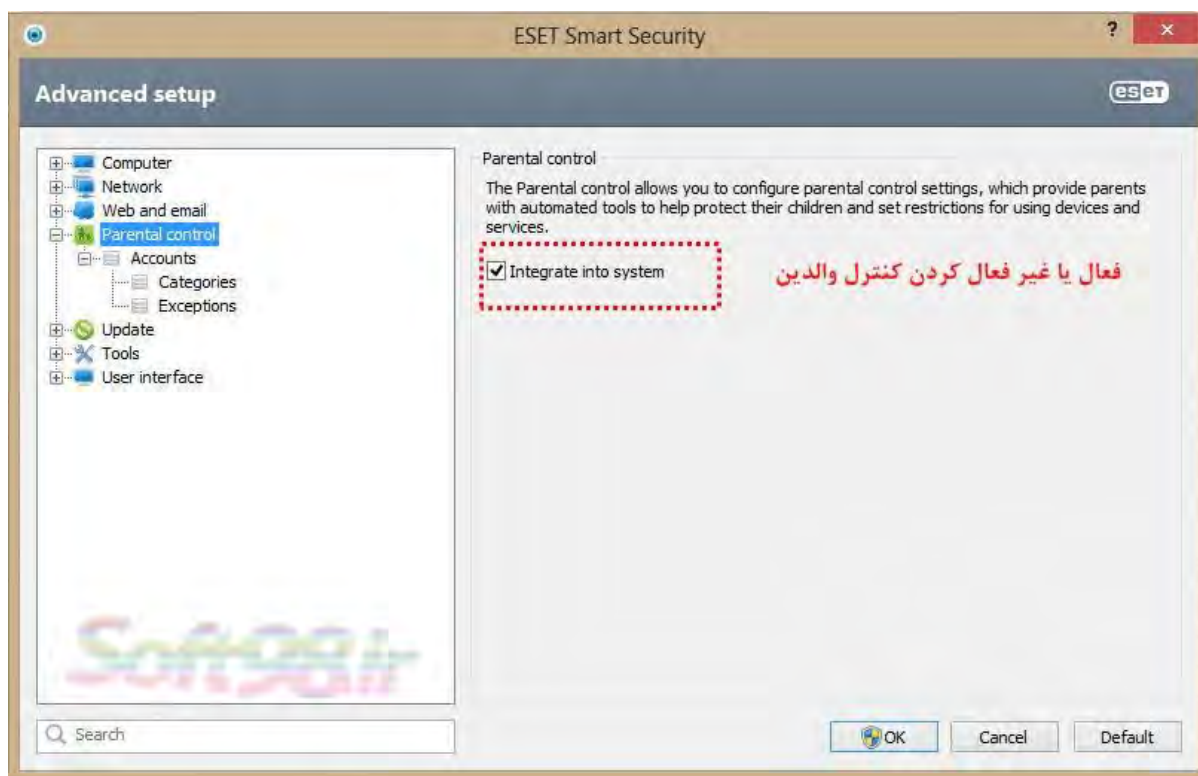 ESET Smart Security
?
Advanced setup
eset
Computer
Network
Web and email
Parental control
Accounts
Categories
Exceptions
Update
Tools
User interface
Parental control
The Parental control allows you to configure parental control settings, which provide parents
with automated tools to help protect their children and set restrictions for using devices and
services.
Integrate into system
فعال یا غیر فعال کردن کنترل والدین
Soft98.ir
Search
OK
Cancel
Default